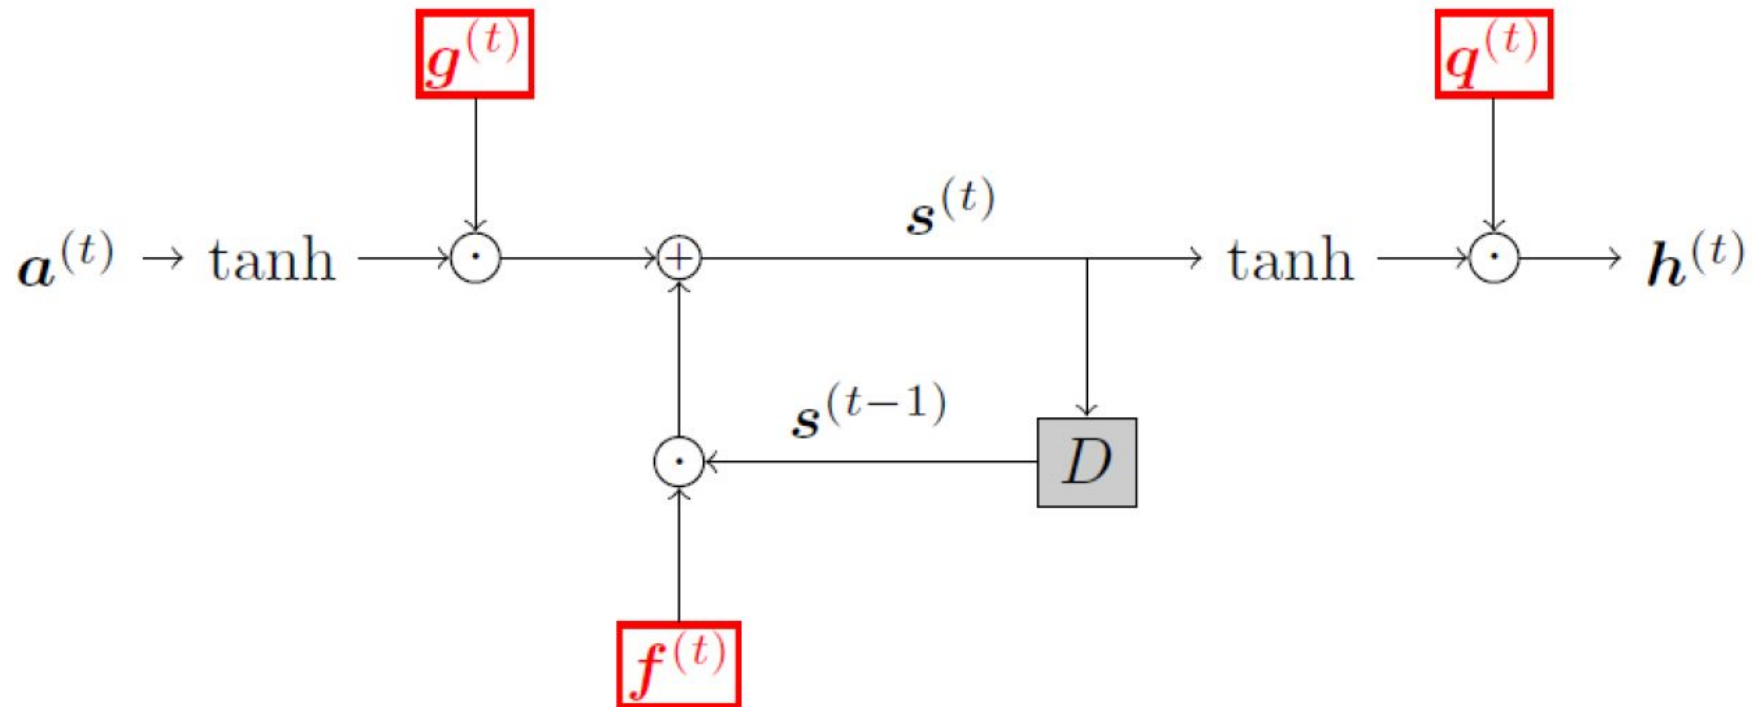 g^(t) q^(t)
a^(t) → tanh → ⊙ → ⊕ s^(t) → tanh → ⊙ → h^(t)
s^(t−1) D
f^(t)